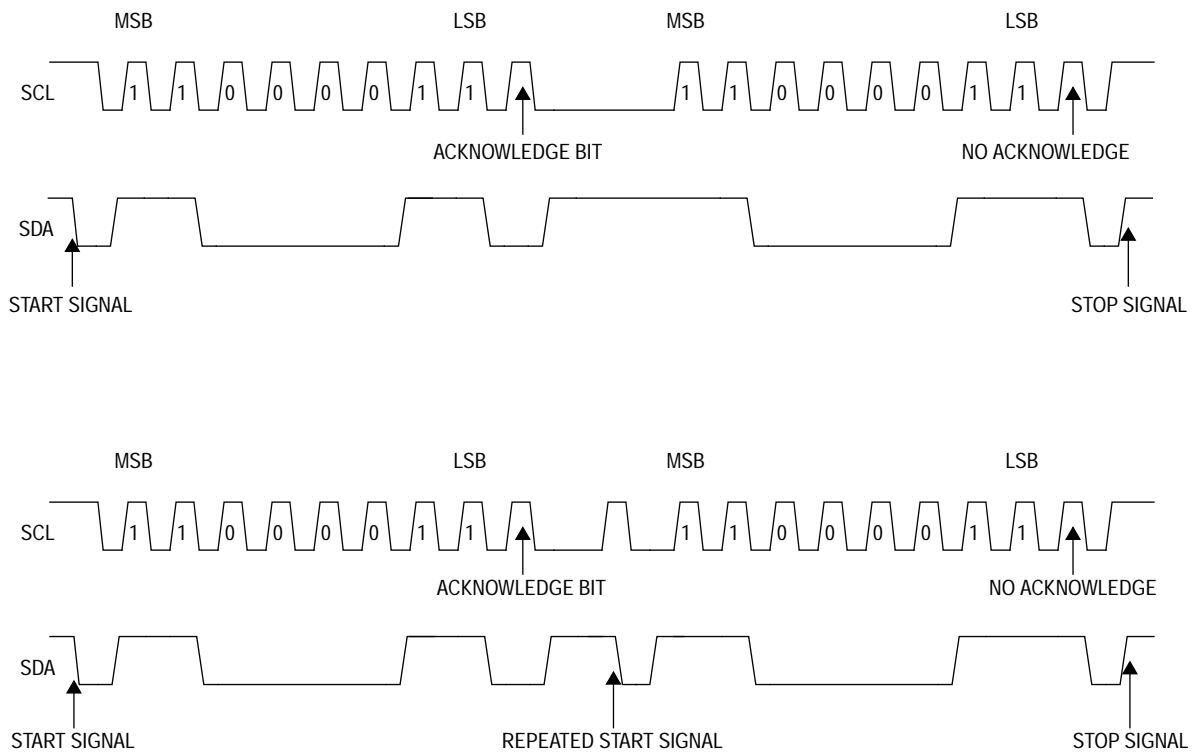 MSB LSB MSB LSB
SCL 1 1 0 0 0 0 1 1 1 1 0 0 0 0 1 1
ACKNOWLEDGE BIT NO ACKNOWLEDGE
SDA
START SIGNAL STOP SIGNAL
MSB LSB MSB LSB
SCL 1 1 0 0 0 0 1 1 1 1 0 0 0 0 1 1
ACKNOWLEDGE BIT NO ACKNOWLEDGE
SDA
START SIGNAL REPEATED START SIGNAL STOP SIGNAL